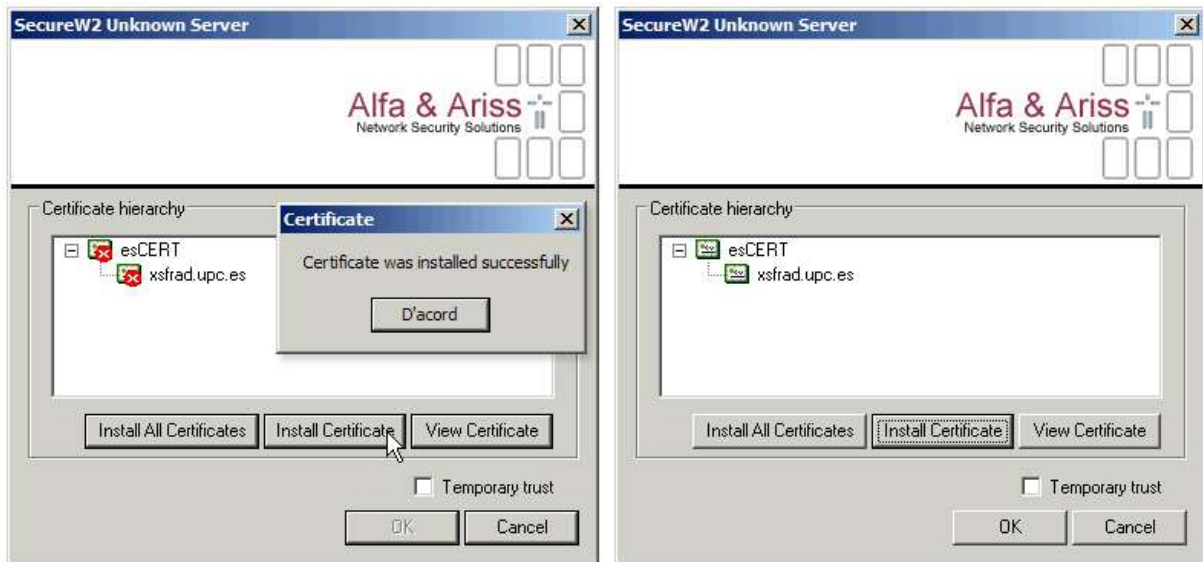 SecureW2 Unknown Server
Alfa & Ariss
Network Security Solutions
Certificate hierarchy
esCERT
xsfrad.upc.es
Certificate
Certificate was installed successfully
D'acord
Install All Certificates Install Certificate View Certificate
Temporary trust
OK Cancel
SecureW2 Unknown Server
Alfa & Ariss
Network Security Solutions
Certificate hierarchy
esCERT
xsfrad.upc.es
Install All Certificates Install Certificate View Certificate
Temporary trust
OK Cancel